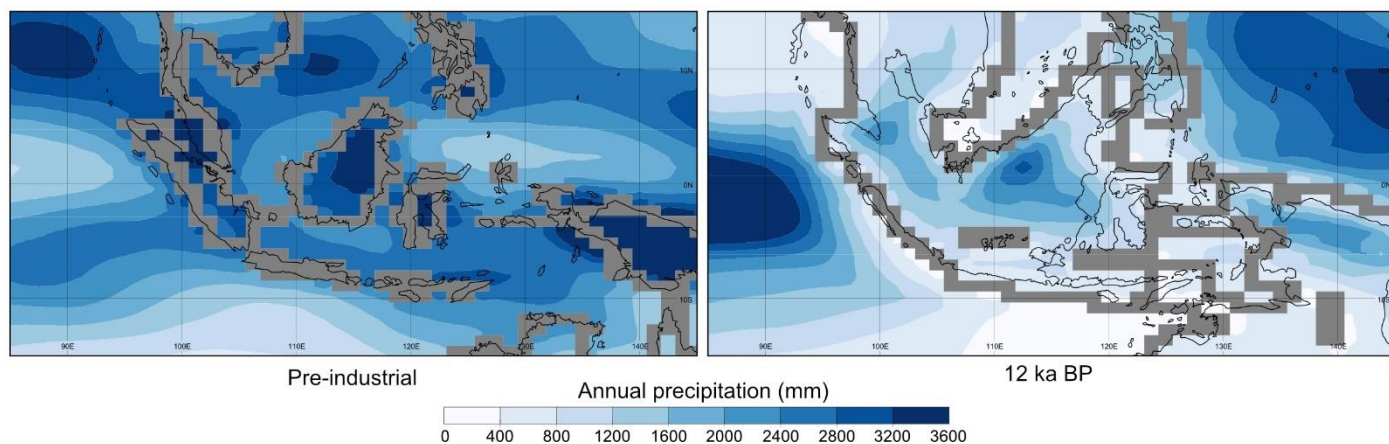 10N
0N
10S
90E 100E 110E 120E 130E 140E
10N
0N
10S
90E 100E 110E 120E 130E 140E
Pre-industrial
12 ka BP
Annual precipitation (mm)
0 400 800 1200 1600 2000 2400 2800 3200 3600